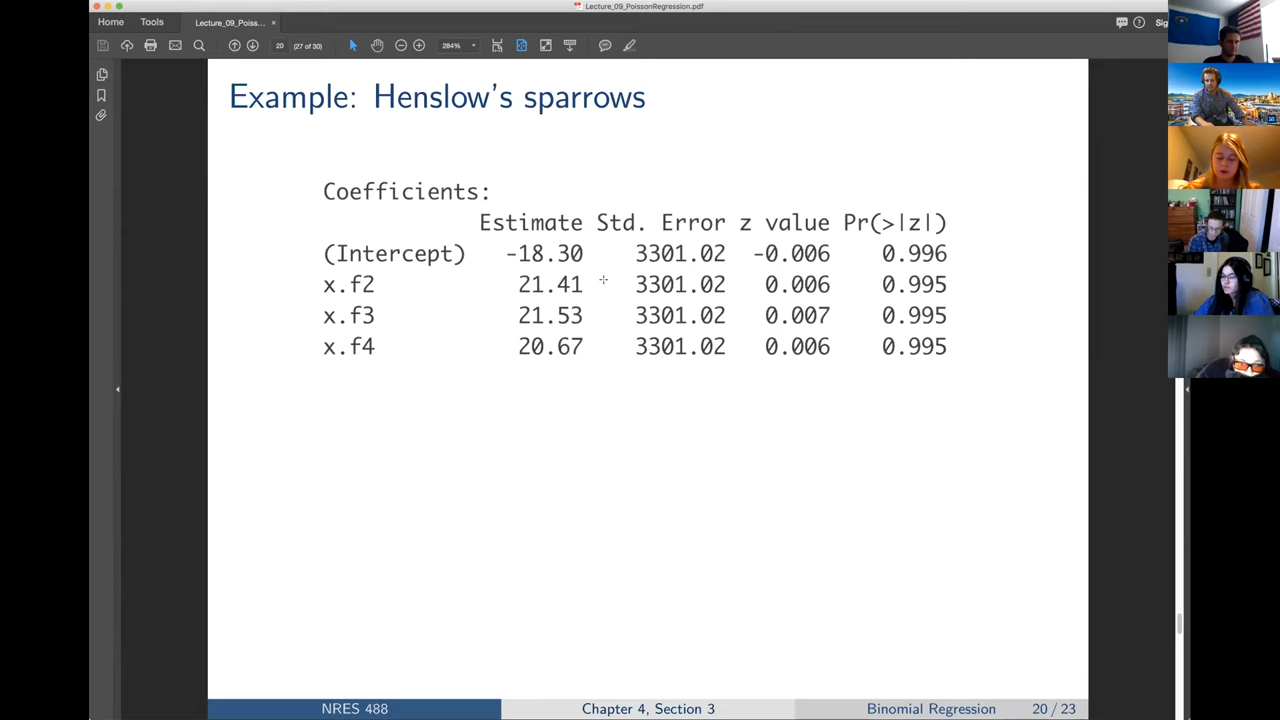 Lecture_09_PoissonRegression.pdf
Home Tools Lecture_09_Poiss... × Sig
20 (27 of 30) 284%
Example: Henslow's sparrows
Coefficients:
Estimate Std. Error z value Pr(>|z|)
(Intercept) -18.30 3301.02 -0.006 0.996
x.f2 21.41 3301.02 0.006 0.995
x.f3 21.53 3301.02 0.007 0.995
x.f4 20.67 3301.02 0.006 0.995
NRES 488 Chapter 4, Section 3 Binomial Regression 20 / 23